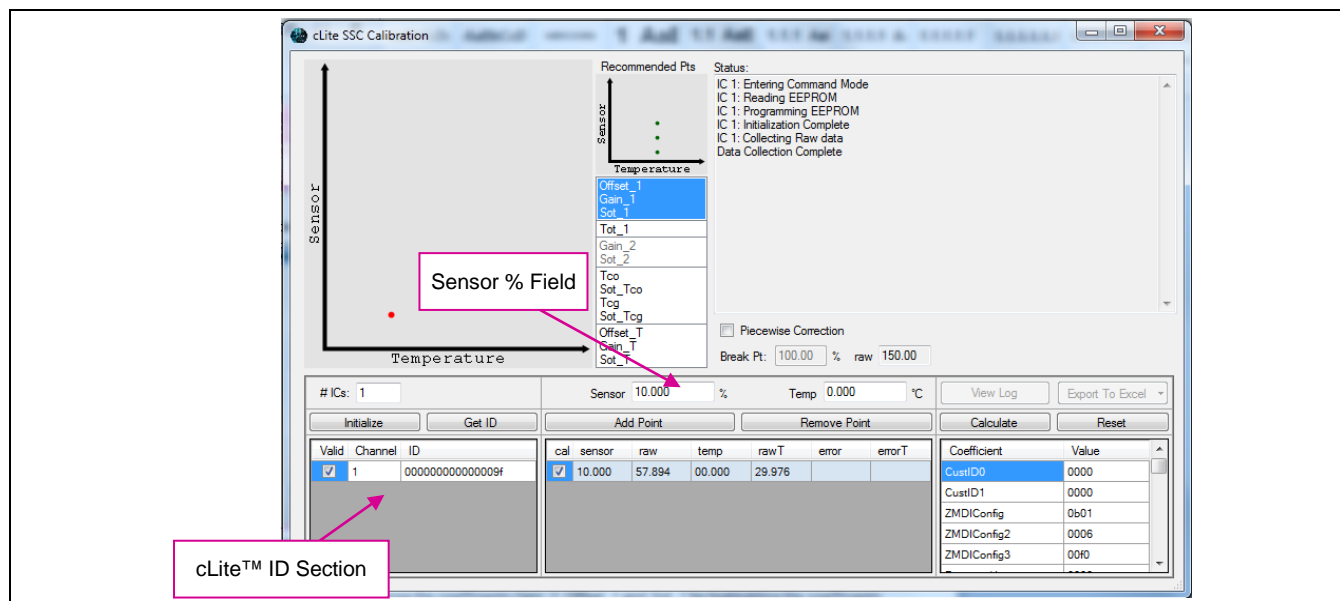 cLite SSC Calibration
Recommended Pts
Sensor
Temperature
Status:
IC 1: Entering Command Mode
IC 1: Reading EEPROM
IC 1: Programming EEPROM
IC 1: Initialization Complete
IC 1: Collecting Raw data
Data Collection Complete
Sensor
Temperature
Offset_1
Gain_1
Sot_1
Tot_1
Gain_2
Sot_2
Tco
Sot_Tco
Tcg
Sot_Tcg
Offset_T
Gain_T
Sot_T
Sensor % Field
Piecewise Correction
Break Pt: 100.00 % raw 150.00
# ICs: 1
Sensor 10.000 % Temp 0.000 °C
View Log Export To Excel
Initialize Get ID Add Point Remove Point Calculate Reset
Valid Channel ID
1 000000000000009f
cal sensor raw temp rawT error errorT
10.000 57.894 00.000 29.976
Coefficient Value
CustID0 0000
CustID1 0000
ZMDIConfig 0b01
ZMDIConfig2 0006
ZMDIConfig3 00f0
cLite™ ID Section